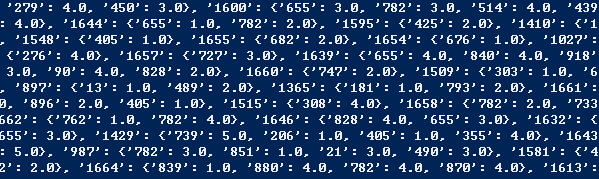 '279': 4.0, '450': 3.0}, '1600': {'655': 3.0, '782': 3.0, '514': 4.0, '439
, '1644': {'655': 1.0, '782': 2.0}, '1595': {'425': 2.0}, '1410': {'1
, '1548': {'405': 1.0}, '1655': {'682': 2.0}, '1654': {'676': 1.0}, '1027':
{'276': 4.0}, '1657': {'727': 3.0}, '1639': {'655': 4.0, '840': 4.0, '918'
3.0, '90': 4.0, '828': 2.0}, '1660': {'747': 2.0}, '1509': {'303': 1.0, '6
, '897': {'13': 1.0, '489': 2.0}, '1365': {'181': 1.0, '793': 2.0}, '1661':
0, '896': 2.0, '405': 1.0}, '1515': {'308': 4.0}, '1658': {'782': 2.0, '733
662': {'762': 1.0, '782': 4.0}, '1646': {'828': 4.0, '655': 3.0}, '1632': {
655': 3.0}, '1429': {'739': 5.0, '206': 1.0, '405': 1.0, '355': 4.0}, '1643
: 5.0}, '987': {'782': 3.0, '851': 1.0, '21': 3.0, '490': 3.0}, '1581': {'4
2': 2.0}, '1664': {'839': 1.0, '880': 4.0, '782': 4.0, '870': 4.0}, '1613':